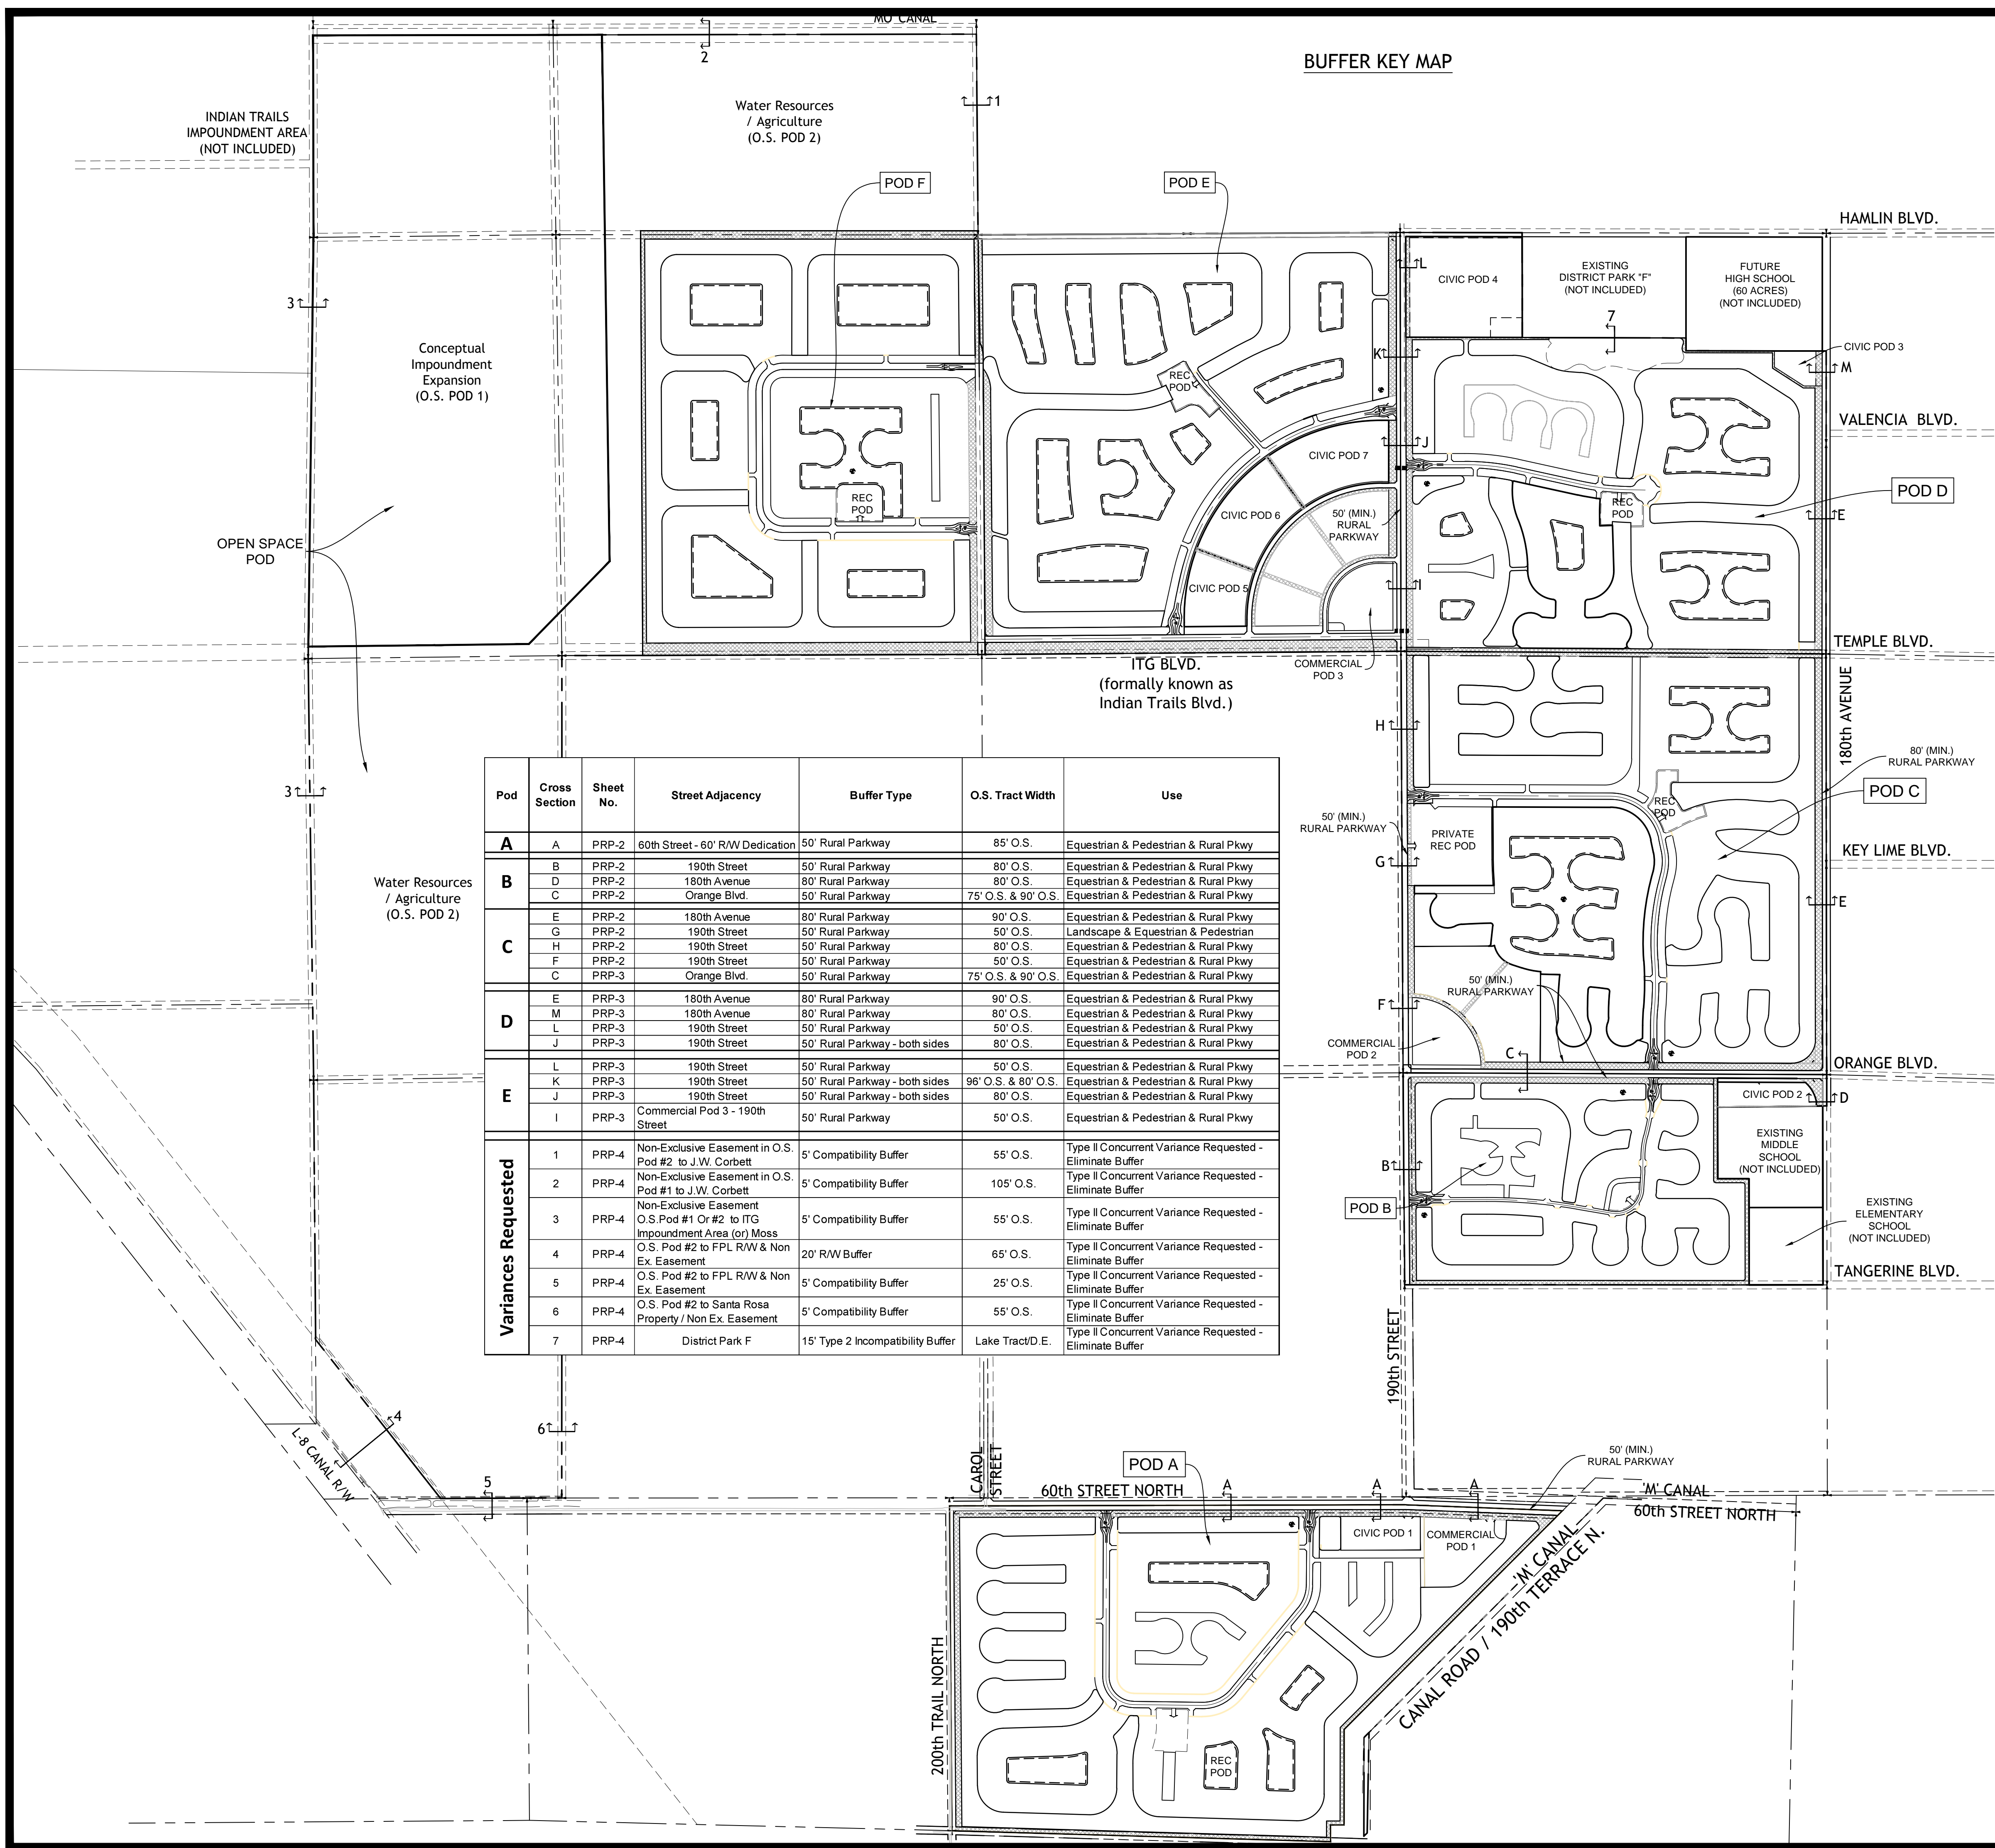 MO CANAL
2
BUFFER KEY MAP
1
INDIAN TRAILS
IMPOUNDMENT AREA
(NOT INCLUDED)
Water Resources
/ Agriculture
(O.S. POD 2)
POD F
POD E
HAMLIN BLVD.
L
CIVIC POD 4
EXISTING
DISTRICT PARK "F"
(NOT INCLUDED)
FUTURE
HIGH SCHOOL
(60 ACRES)
(NOT INCLUDED)
3
7
Conceptual
Impoundment
Expansion
(O.S. POD 1)
K
CIVIC POD 3
M
REC
POD
VALENCIA BLVD.
J
CIVIC POD 7
REC
POD
CIVIC POD 6
50' (MIN.)
RURAL
PARKWAY
REC
POD
POD D
E
OPEN SPACE
POD
CIVIC POD 5
I
TEMPLE BLVD.
ITG BLVD.
(formally known as
Indian Trails Blvd.)
COMMERCIAL
POD 3
180th AVENUE
H
80' (MIN.)
RURAL PARKWAY
3
POD C
REC
POD
50' (MIN.)
RURAL PARKWAY
PRIVATE
REC POD
G
KEY LIME BLVD.
Water Resources
/ Agriculture
(O.S. POD 2)
E
50' (MIN.)
RURAL PARKWAY
F
COMMERCIAL
POD 2
C
ORANGE BLVD.
CIVIC POD 2
D
EXISTING
MIDDLE
SCHOOL
(NOT INCLUDED)
B
POD B
EXISTING
ELEMENTARY
SCHOOL
(NOT INCLUDED)
TANGERINE BLVD.
190th STREET
Pod Cross Section Sheet No. Street Adjacency Buffer Type O.S. Tract Width Use
A A PRP-2 60th Street - 60' R/W Dedication 50' Rural Parkway 85' O.S. Equestrian & Pedestrian & Rural Pkwy
B B PRP-2 190th Street 50' Rural Parkway 80' O.S. Equestrian & Pedestrian & Rural Pkwy
D PRP-2 180th Avenue 80' Rural Parkway 80' O.S. Equestrian & Pedestrian & Rural Pkwy
C PRP-2 Orange Blvd. 50' Rural Parkway 75' O.S. & 90' O.S. Equestrian & Pedestrian & Rural Pkwy
C E PRP-2 180th Avenue 80' Rural Parkway 90' O.S. Equestrian & Pedestrian & Rural Pkwy
G PRP-2 190th Street 50' Rural Parkway 50' O.S. Landscape & Equestrian & Pedestrian
H PRP-2 190th Street 50' Rural Parkway 80' O.S. Equestrian & Pedestrian & Rural Pkwy
F PRP-2 190th Street 50' Rural Parkway 50' O.S. Equestrian & Pedestrian & Rural Pkwy
C PRP-3 Orange Blvd. 50' Rural Parkway 75' O.S. & 90' O.S. Equestrian & Pedestrian & Rural Pkwy
D E PRP-3 180th Avenue 80' Rural Parkway 90' O.S. Equestrian & Pedestrian & Rural Pkwy
M PRP-3 180th Avenue 80' Rural Parkway 80' O.S. Equestrian & Pedestrian & Rural Pkwy
L PRP-3 190th Street 50' Rural Parkway 50' O.S. Equestrian & Pedestrian & Rural Pkwy
J PRP-3 190th Street 50' Rural Parkway - both sides 80' O.S. Equestrian & Pedestrian & Rural Pkwy
E L PRP-3 190th Street 50' Rural Parkway 50' O.S. Equestrian & Pedestrian & Rural Pkwy
K PRP-3 190th Street 50' Rural Parkway - both sides 96' O.S. & 80' O.S. Equestrian & Pedestrian & Rural Pkwy
J PRP-3 190th Street 50' Rural Parkway - both sides 80' O.S. Equestrian & Pedestrian & Rural Pkwy
I PRP-3 Commercial Pod 3 - 190th Street 50' Rural Parkway 50' O.S. Equestrian & Pedestrian & Rural Pkwy
Variances Requested
1 PRP-4 Non-Exclusive Easement in O.S. Pod #2 to J.W. Corbett 5' Compatibility Buffer 55' O.S. Type II Concurrent Variance Requested - Eliminate Buffer
2 PRP-4 Non-Exclusive Easement in O.S. Pod #1 to J.W. Corbett 5' Compatibility Buffer 105' O.S. Type II Concurrent Variance Requested - Eliminate Buffer
3 PRP-4 Non-Exclusive Easement O.S.Pod #1 Or #2 to ITG Impoundment Area (or) Moss 5' Compatibility Buffer 55' O.S. Type II Concurrent Variance Requested - Eliminate Buffer
4 PRP-4 O.S. Pod #2 to FPL R/W & Non Ex. Easement 20' R/W Buffer 65' O.S. Type II Concurrent Variance Requested - Eliminate Buffer
5 PRP-4 O.S. Pod #2 to FPL R/W & Non Ex. Easement 5' Compatibility Buffer 25' O.S. Type II Concurrent Variance Requested - Eliminate Buffer
6 PRP-4 O.S. Pod #2 to Santa Rosa Property / Non Ex. Easement 5' Compatibility Buffer 55' O.S. Type II Concurrent Variance Requested - Eliminate Buffer
7 PRP-4 District Park F 15' Type 2 Incompatibility Buffer Lake Tract/D.E. Type II Concurrent Variance Requested - Eliminate Buffer
4
6
L-8 CANAL R/W
5
CAROL
STREET
POD A
50' (MIN.)
RURAL PARKWAY
60th STREET NORTH
A
A
A
'M' CANAL
60th STREET NORTH
CIVIC POD 1
COMMERCIAL
POD 1
'M' CANAL
CANAL ROAD / 190th TERRACE N.
200th TRAIL NORTH
REC
POD